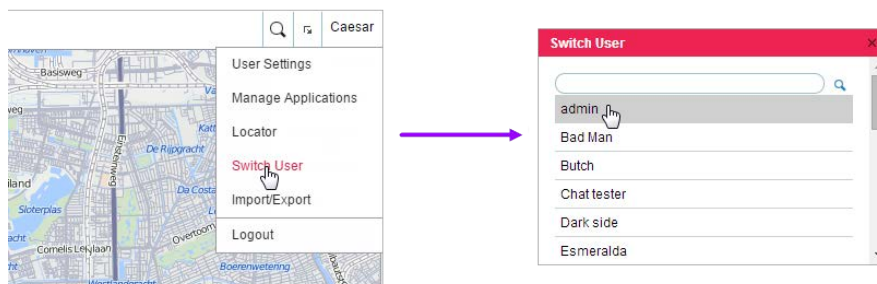 Caesar
User Settings
Manage Applications
Locator
Switch User
Import/Export
Logout
Basisweg
Einsteinweg
De Rijpgracht
Da Costa
Sloterplas
Overtoom
Cornelis Lelylaan
Boerenwetering
Westlandgracht
Switch User
admin
Bad Man
Butch
Chat tester
Dark side
Esmeralda